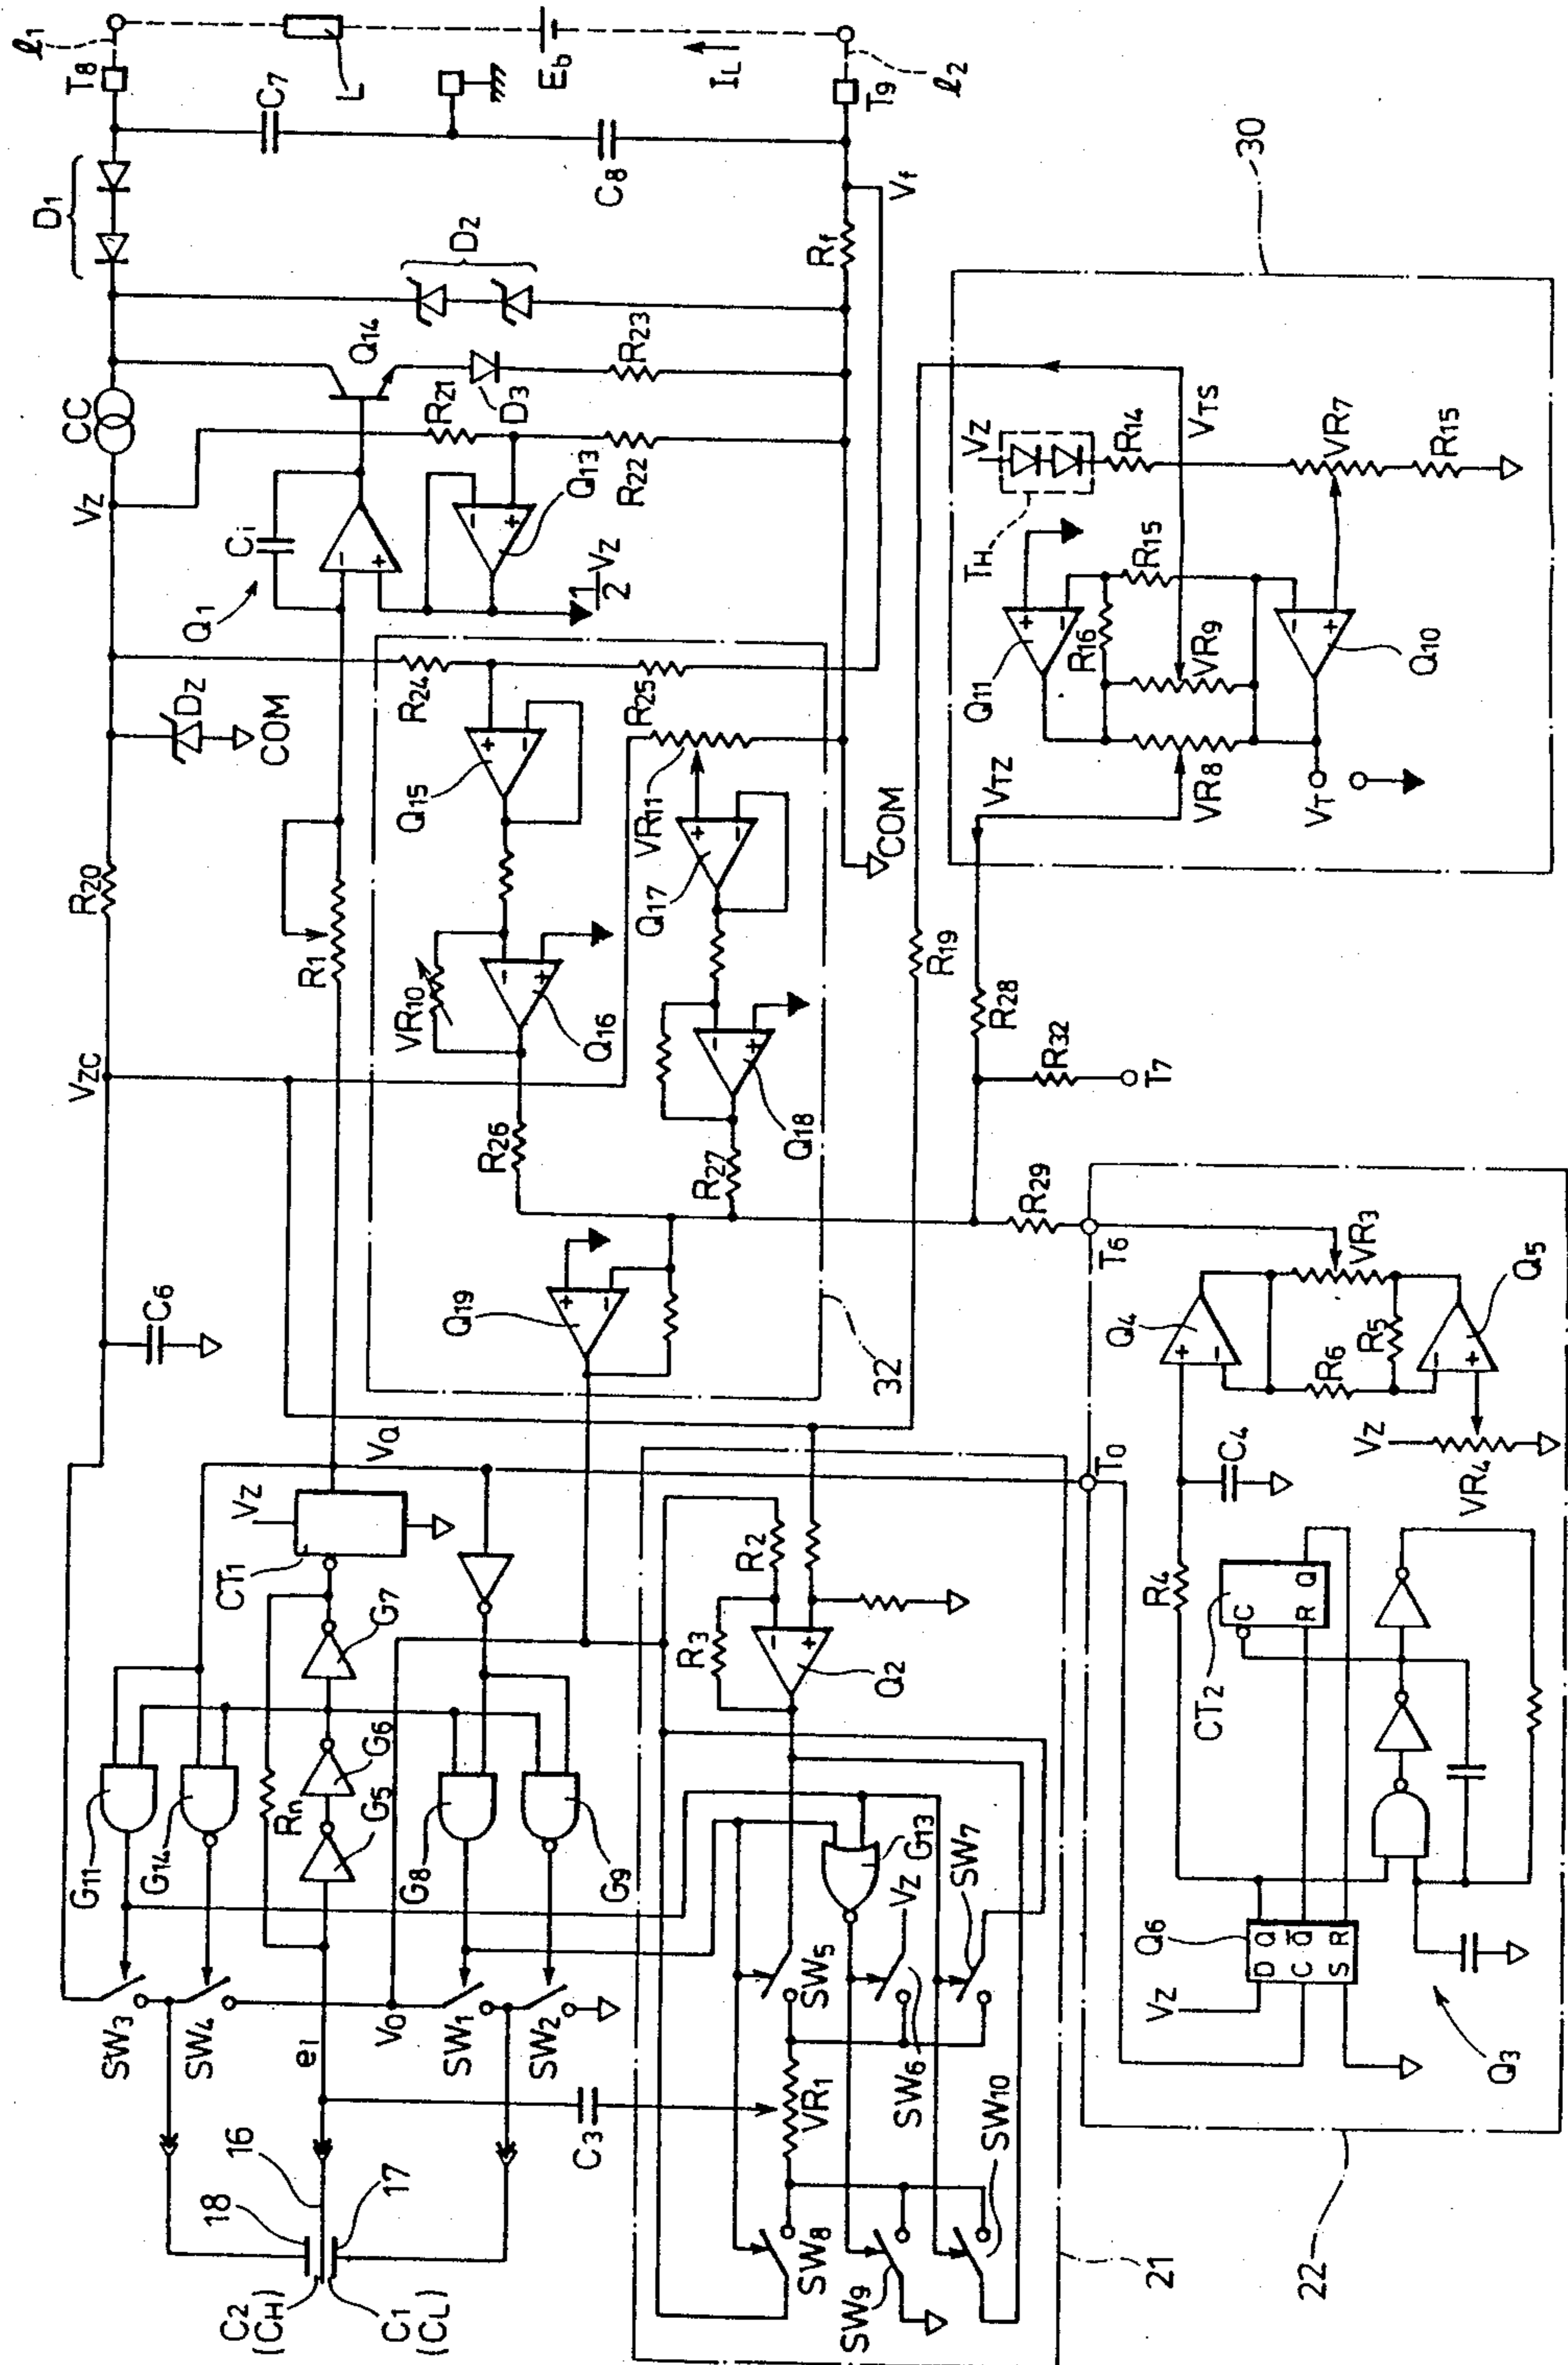 ℓ1
T8
L
Eb
IL
ℓ2
T9
C7
C8
D1
D2
Vf
Rf
30
CC
Q14
D3
R23
R21
R22
Q13
VZ
Ci
Q1
½VZ
DZ
COM
R24
R25
Q15
VR11
Q17
COM
R20
R1
VR10
Q16
Q18
VZC
R26
R27
R19
R28
R32
T7
R29
T6
VZ
TH
R14
VTS
VR7
R15
R15
Q11
R16
VR9
Q10
VTZ
VR8
VT
C6
Q19
32
Va
T0
VZ
CT1
G7
G6
G5
Rn
G11
G14
G8
G9
SW3
SW4
V0
SW1
SW2
ei
C3
16
18
17
C2
(CH)
C1
(CL)
R2
R3
Q2
G13
VZ
SW7
SW5
SW6
VR1
SW10
SW8
SW9
21
Q4
VR3
Q5
R5
R6
VZ
VR4
C4
R4
CT2
C
R Q
Q6
D Q
C Q̄
S R
VZ
Q3
22